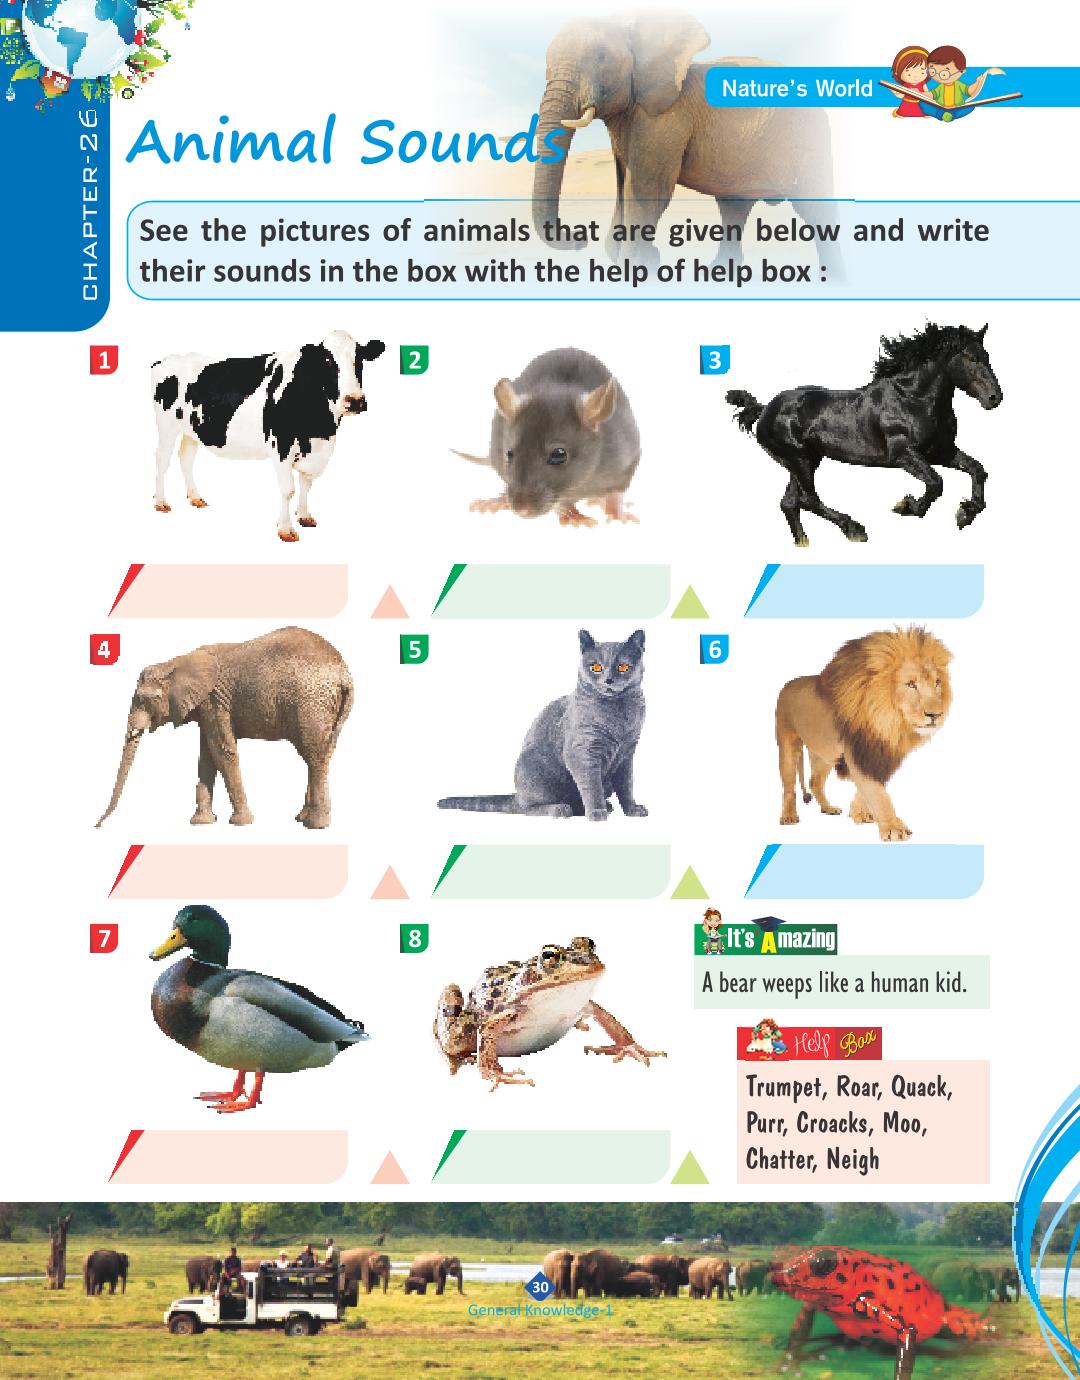 Nature's World
CHAPTER-26
Animal Sounds
See the pictures of animals that are given below and write
their sounds in the box with the help of help box :
1
2
3
4
5
6
7
8
It's Amazing
A bear weeps like a human kid.
Help Box
Trumpet, Roar, Quack,
Purr, Croacks, Moo,
Chatter, Neigh
30
General Knowledge-1